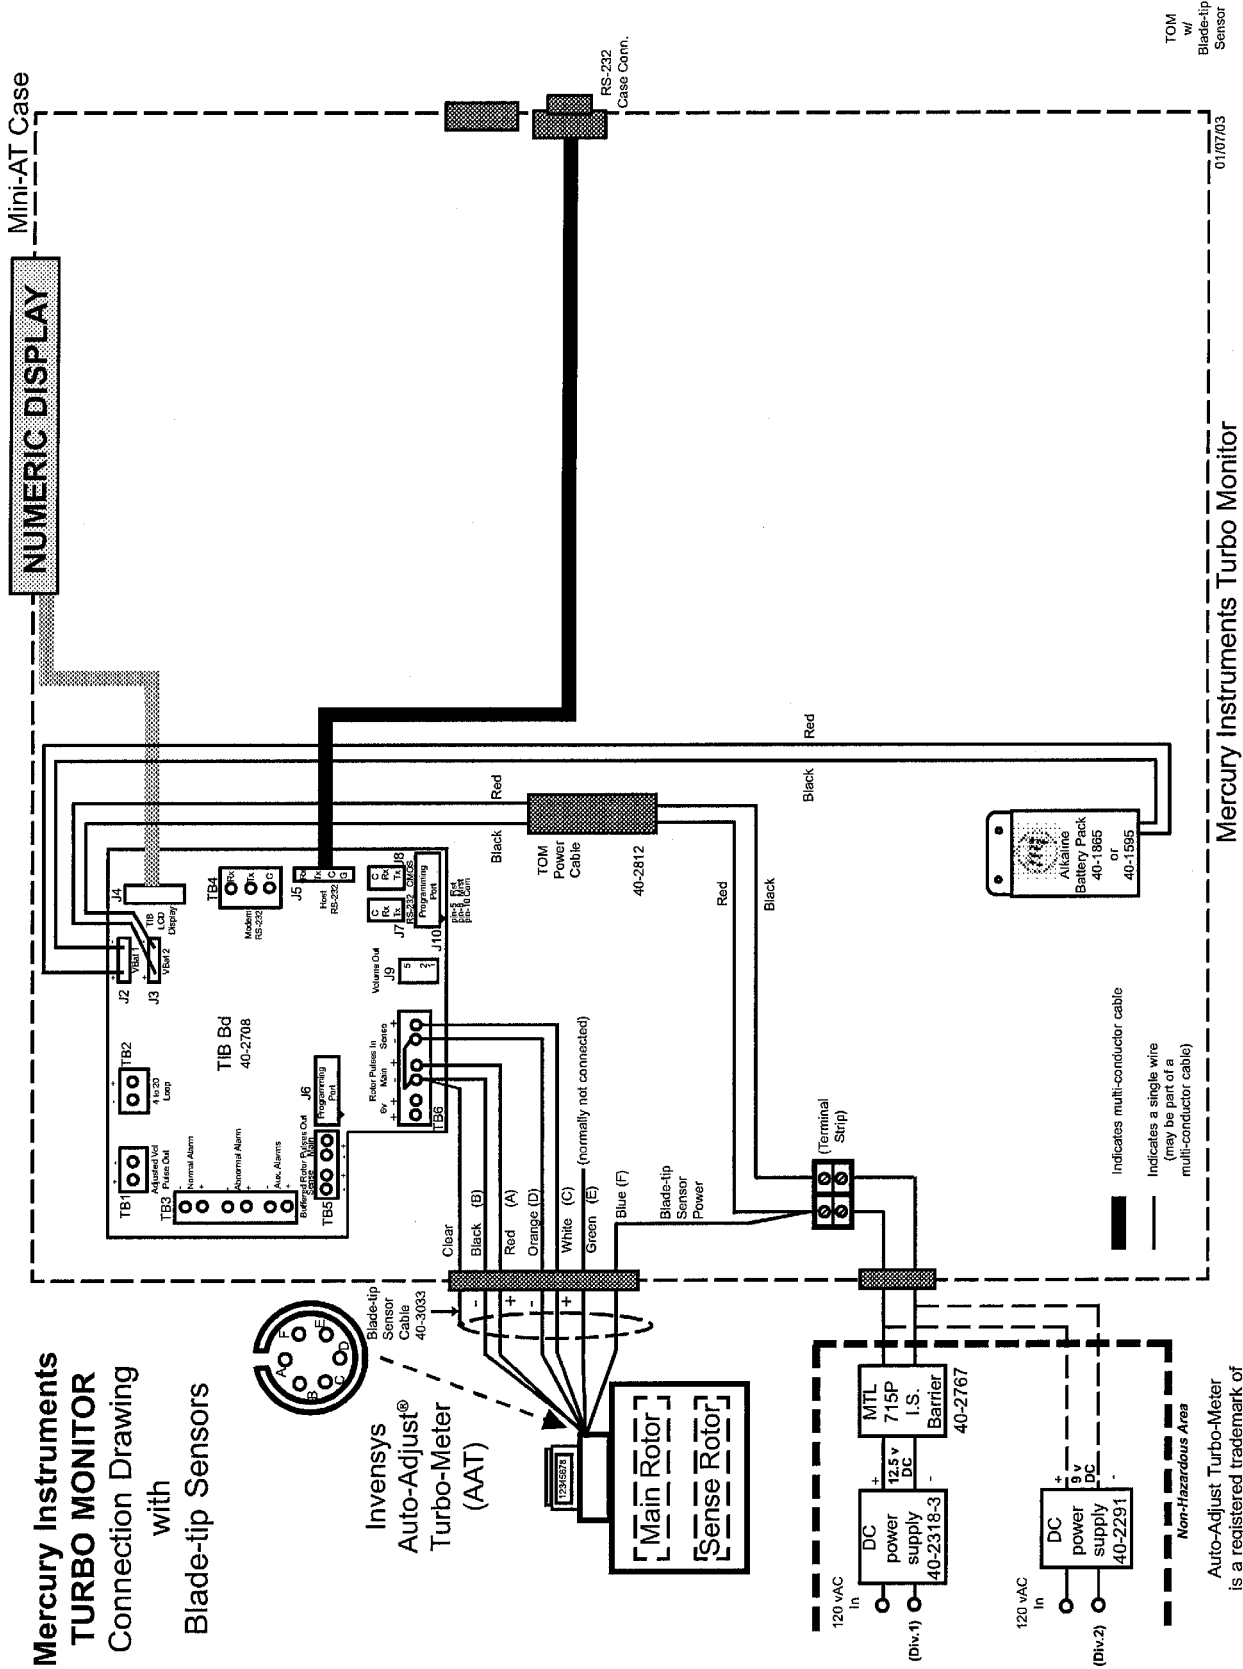 Mercury Instruments
TURBO MONITOR
Connection Drawing
with
Blade-tip Sensors
Mini-AT Case
NUMERIC DISPLAY
TOM
w/
Blade-tip
Sensor
01/07/03
RS-232
Case Conn.
J4
TIB
LCD
Display
J2
VBat 1
- +
J3
VBat 2
+
TB4
Rx
Tx
C
Modem
RS-232
J5
Rx
Tx
C
G
Host
RS-232
TB2
- +
4 to 20
Loop
TB1
+ +
Adjusted Vol
Pulse Out
TB3
- Normal Alarm
+
- Abnormal Alarm
+
- Aux. Alarms
+
TIB Bd
40-2708
J6
Programming
Port
Buffered Rotor Pulses Out
Sense Main
TB5
- + - +
J7
C
Rx
Tx
RS-232
J8
C
Rx
Tx
CMOS
Programming
Port
J10
J9
5
2
1
Volume Out
Rotor Pulses In
6v Main Sense
+ + - + - +
TB6
Red
Black
TOM
Power
Cable
40-2812
Red
Black
Red
Black
Clear
Black (B)
Red (A)
Orange (D)
White (C)
Green (E)
(normally not connected)
Blue (F)
Blade-tip
Sensor
Power
(Terminal
Strip)
Alkaline
Battery Pack
40-1865
or
40-1595
Indicates multi-conductor cable
Indicates a single wire
(may be part of a
multi-conductor cable)
Mercury Instruments Turbo Monitor
A
B
C
D
E
F
Blade-tip
Sensor
Cable
40-3033
-
+
-
+
Invensys
Auto-Adjust®
Turbo-Meter
(AAT)
12345678
Main Rotor
Sense Rotor
120 vAC
In
(Div.1)
DC
power
supply
40-2318-3
+
12.5 v
DC
-
MTL
715P
I.S.
Barrier
40-2767
120 vAC
In
(Div.2)
DC
power
supply
40-2291
+
9 v
DC
-
Non-Hazardous Area
Auto-Adjust Turbo-Meter
is a registered trademark of